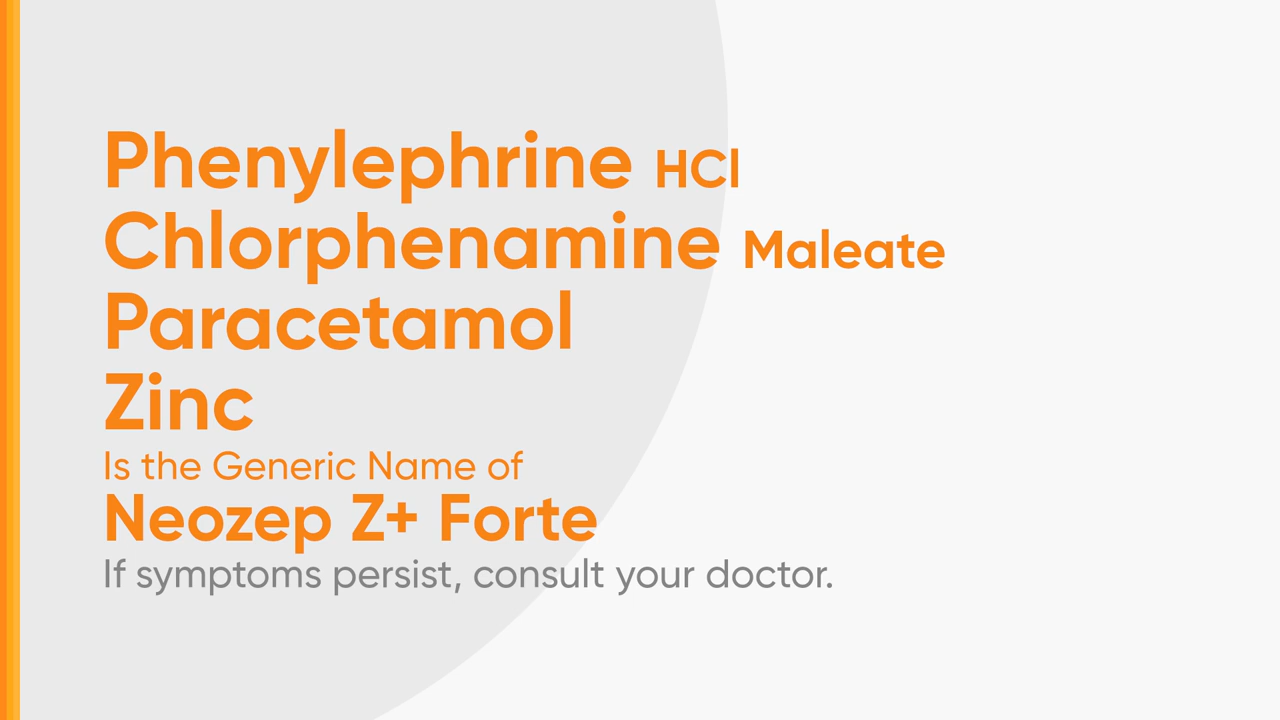 Phenylephrine HCl
Chlorphenamine Maleate
Paracetamol
Zinc
Is the Generic Name of
Neozep Z+ Forte
If symptoms persist, consult your doctor.